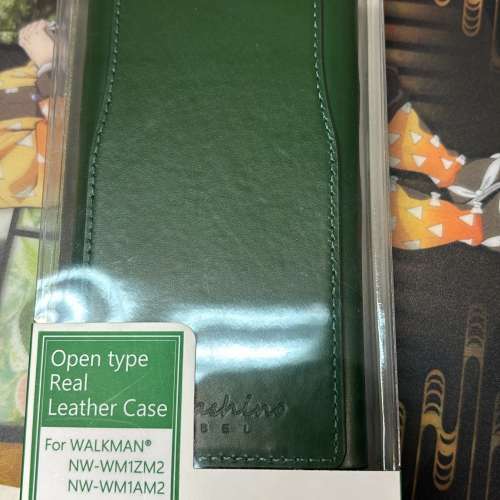 Open type
Real
Leather Case
For WALKMAN®
NW-WM1ZM2
NW-WM1AM2